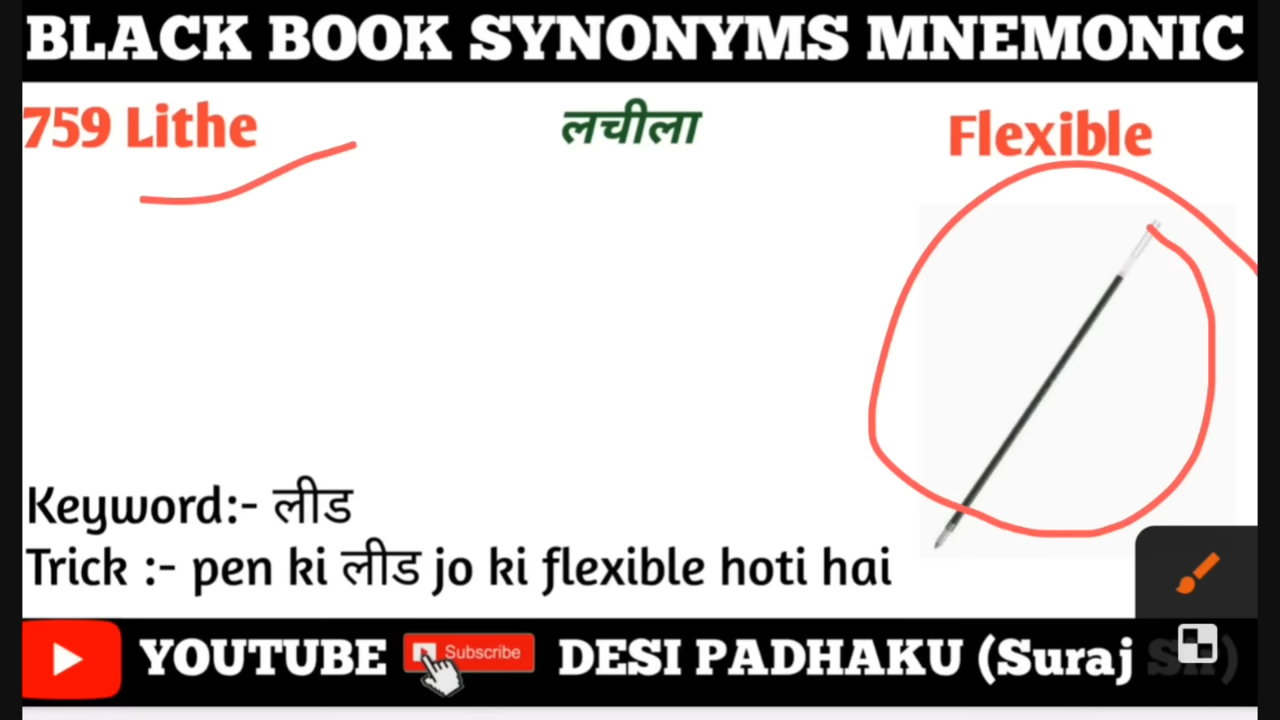 BLACK BOOK SYNONYMS MNEMONIC
759 Lithe लचीला Flexible
Keyword:- लीड
Trick :- pen ki लीड jo ki flexible hoti hai
YOUTUBE Subscribe DESI PADHAKU (Suraj